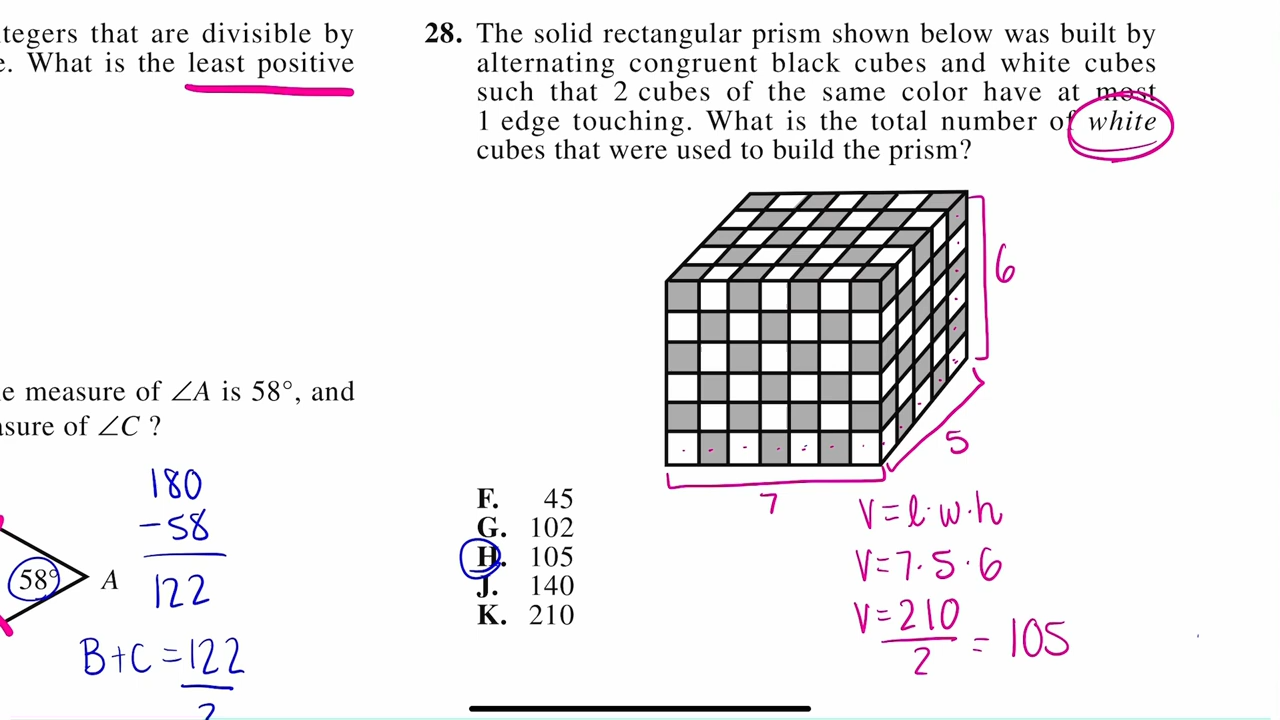 ntegers that are divisible by
e. What is the least positive
28. The solid rectangular prism shown below was built by
alternating congruent black cubes and white cubes
such that 2 cubes of the same color have at most
1 edge touching. What is the total number of white
cubes that were used to build the prism?
6
5
7
e measure of ∠A is 58°, and
asure of ∠C ?
180
-58
122
58°
A
B+C=122
2
F. 45
G. 102
H. 105
J. 140
K. 210
V=l·w·h
V=7·5·6
V=210
2
= 105